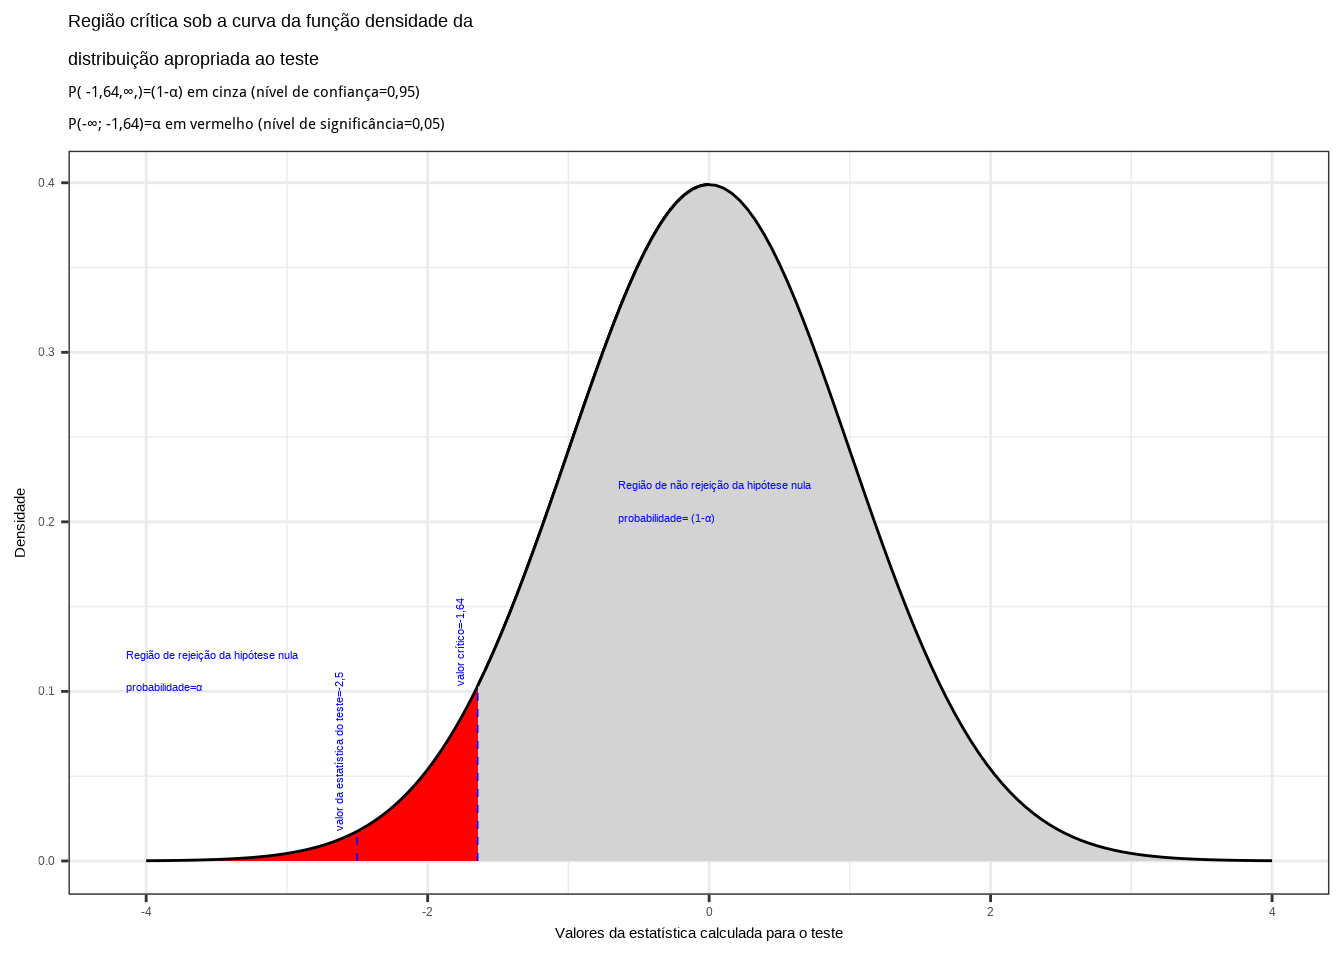 Região crítica sob a curva da função densidade da
distribuição apropriada ao teste
P( -1,64,∞,)=(1-α) em cinza (nível de confiança=0,95)
P(-∞; -1,64)=α em vermelho (nível de significância=0,05)
0.4
0.3
0.2
0.1
0.0
Densidade
Região de não rejeição da hipótese nula
probabilidade= (1-α)
valor crítico=-1,64
Região de rejeição da hipótese nula
probabilidade=α
valor da estatística do teste=-2,5
-4
-2
0
2
4
Valores da estatística calculada para o teste